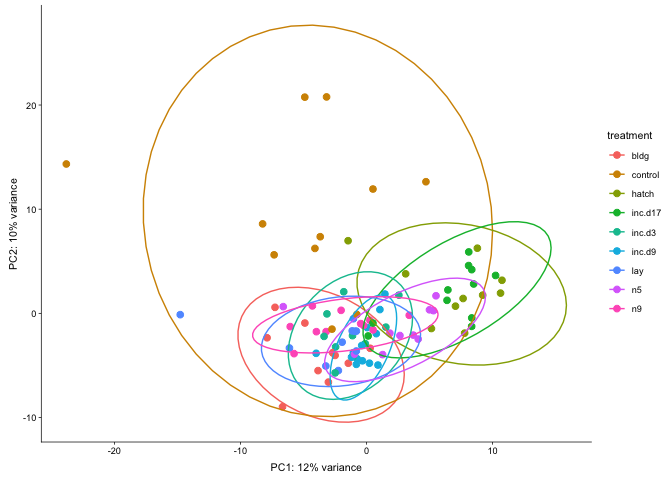 20
10
0
-10
PC2: 10% variance
-20
-10
0
10
PC1: 12% variance
treatment
bldg
control
hatch
inc.d17
inc.d3
inc.d9
lay
n5
n9